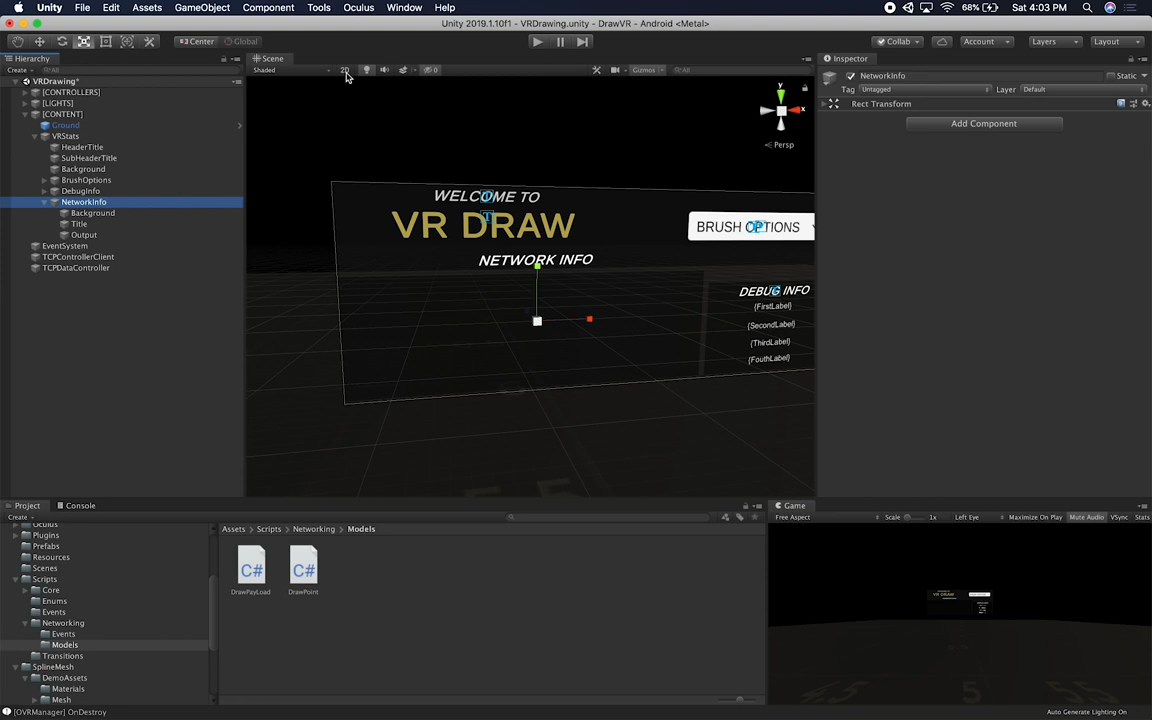 Unity File Edit Assets GameObject Component Tools Oculus Window Help
68% Sat 4:03 PM
Unity 2019.1.10f1 - VRDrawing.unity - DrawVR - Android <Metal>
Center Global
Collab Account Layers Layout
Hierarchy
Create All
VRDrawing*
[CONTROLLERS]
[LIGHTS]
[CONTENT]
Ground
VRStats
HeaderTitle
SubHeaderTitle
Background
BrushOptions
DebugInfo
NetworkInfo
Background
Title
Output
EventSystem
TCPControllerClient
TCPDataController
Scene
Shaded 2D 0 Gizmos All
y
x
Persp
WELCOME TO
VR DRAW
NETWORK INFO
BRUSH OPTIONS
DEBUG INFO
{FirstLabel}
{SecondLabel}
{ThirdLabel}
{FouthLabel}
Inspector
NetworkInfo Static
Tag Untagged Layer Default
Rect Transform
Add Component
Project Console
Create
Oculus
Plugins
Prefabs
Resources
Scenes
Scripts
Core
Enums
Events
Networking
Events
Models
Transitions
SplineMesh
DemoAssets
Materials
Mesh
Assets Scripts Networking Models
C# C#
DrawPayLoad DrawPoint
Game
Free Aspect Scale 1x Left Eye Maximize On Play Mute Audio VSync Stats
VR DRAW
[OVRManager] OnDestroy
Auto Generate Lighting On